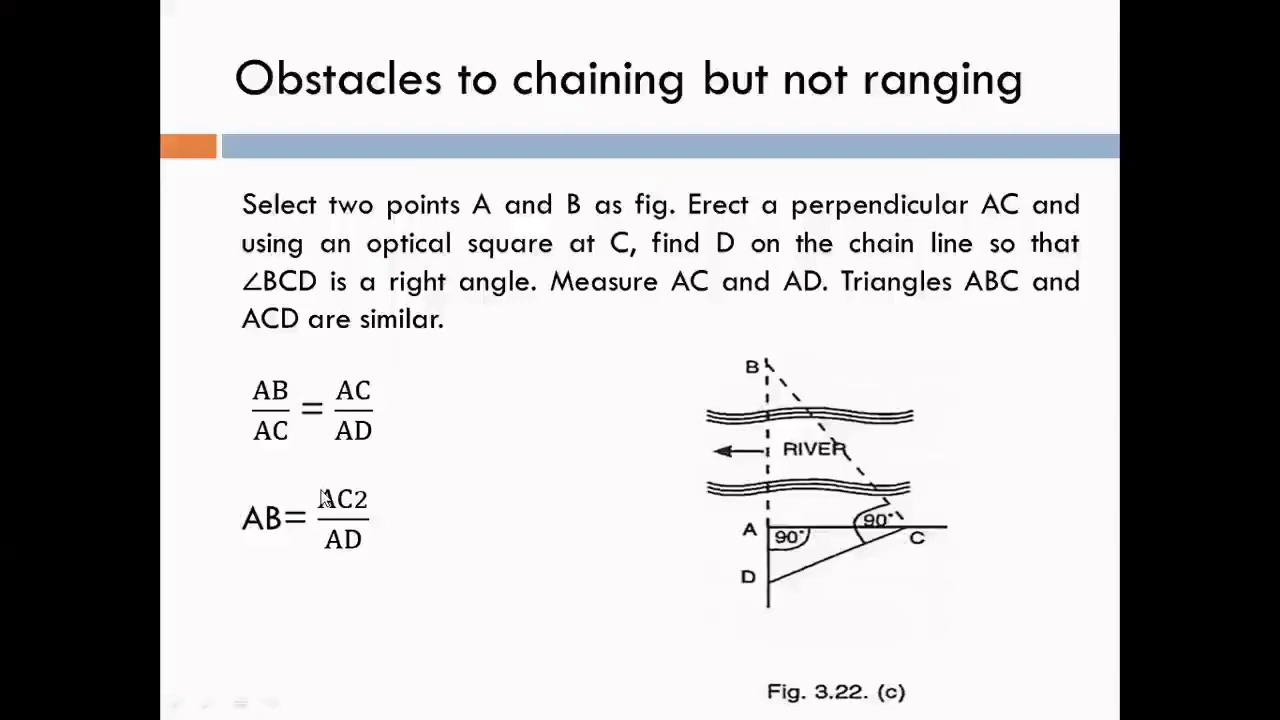 Obstacles to chaining but not ranging
Select two points A and B as fig. Erect a perpendicular AC and
using an optical square at C, find D on the chain line so that
∠BCD is a right angle. Measure AC and AD. Triangles ABC and
ACD are similar.
AB/AC = AC/AD
AB= AC2/AD
B
RIVER
A 90° 90° C
D
Fig. 3.22. (c)